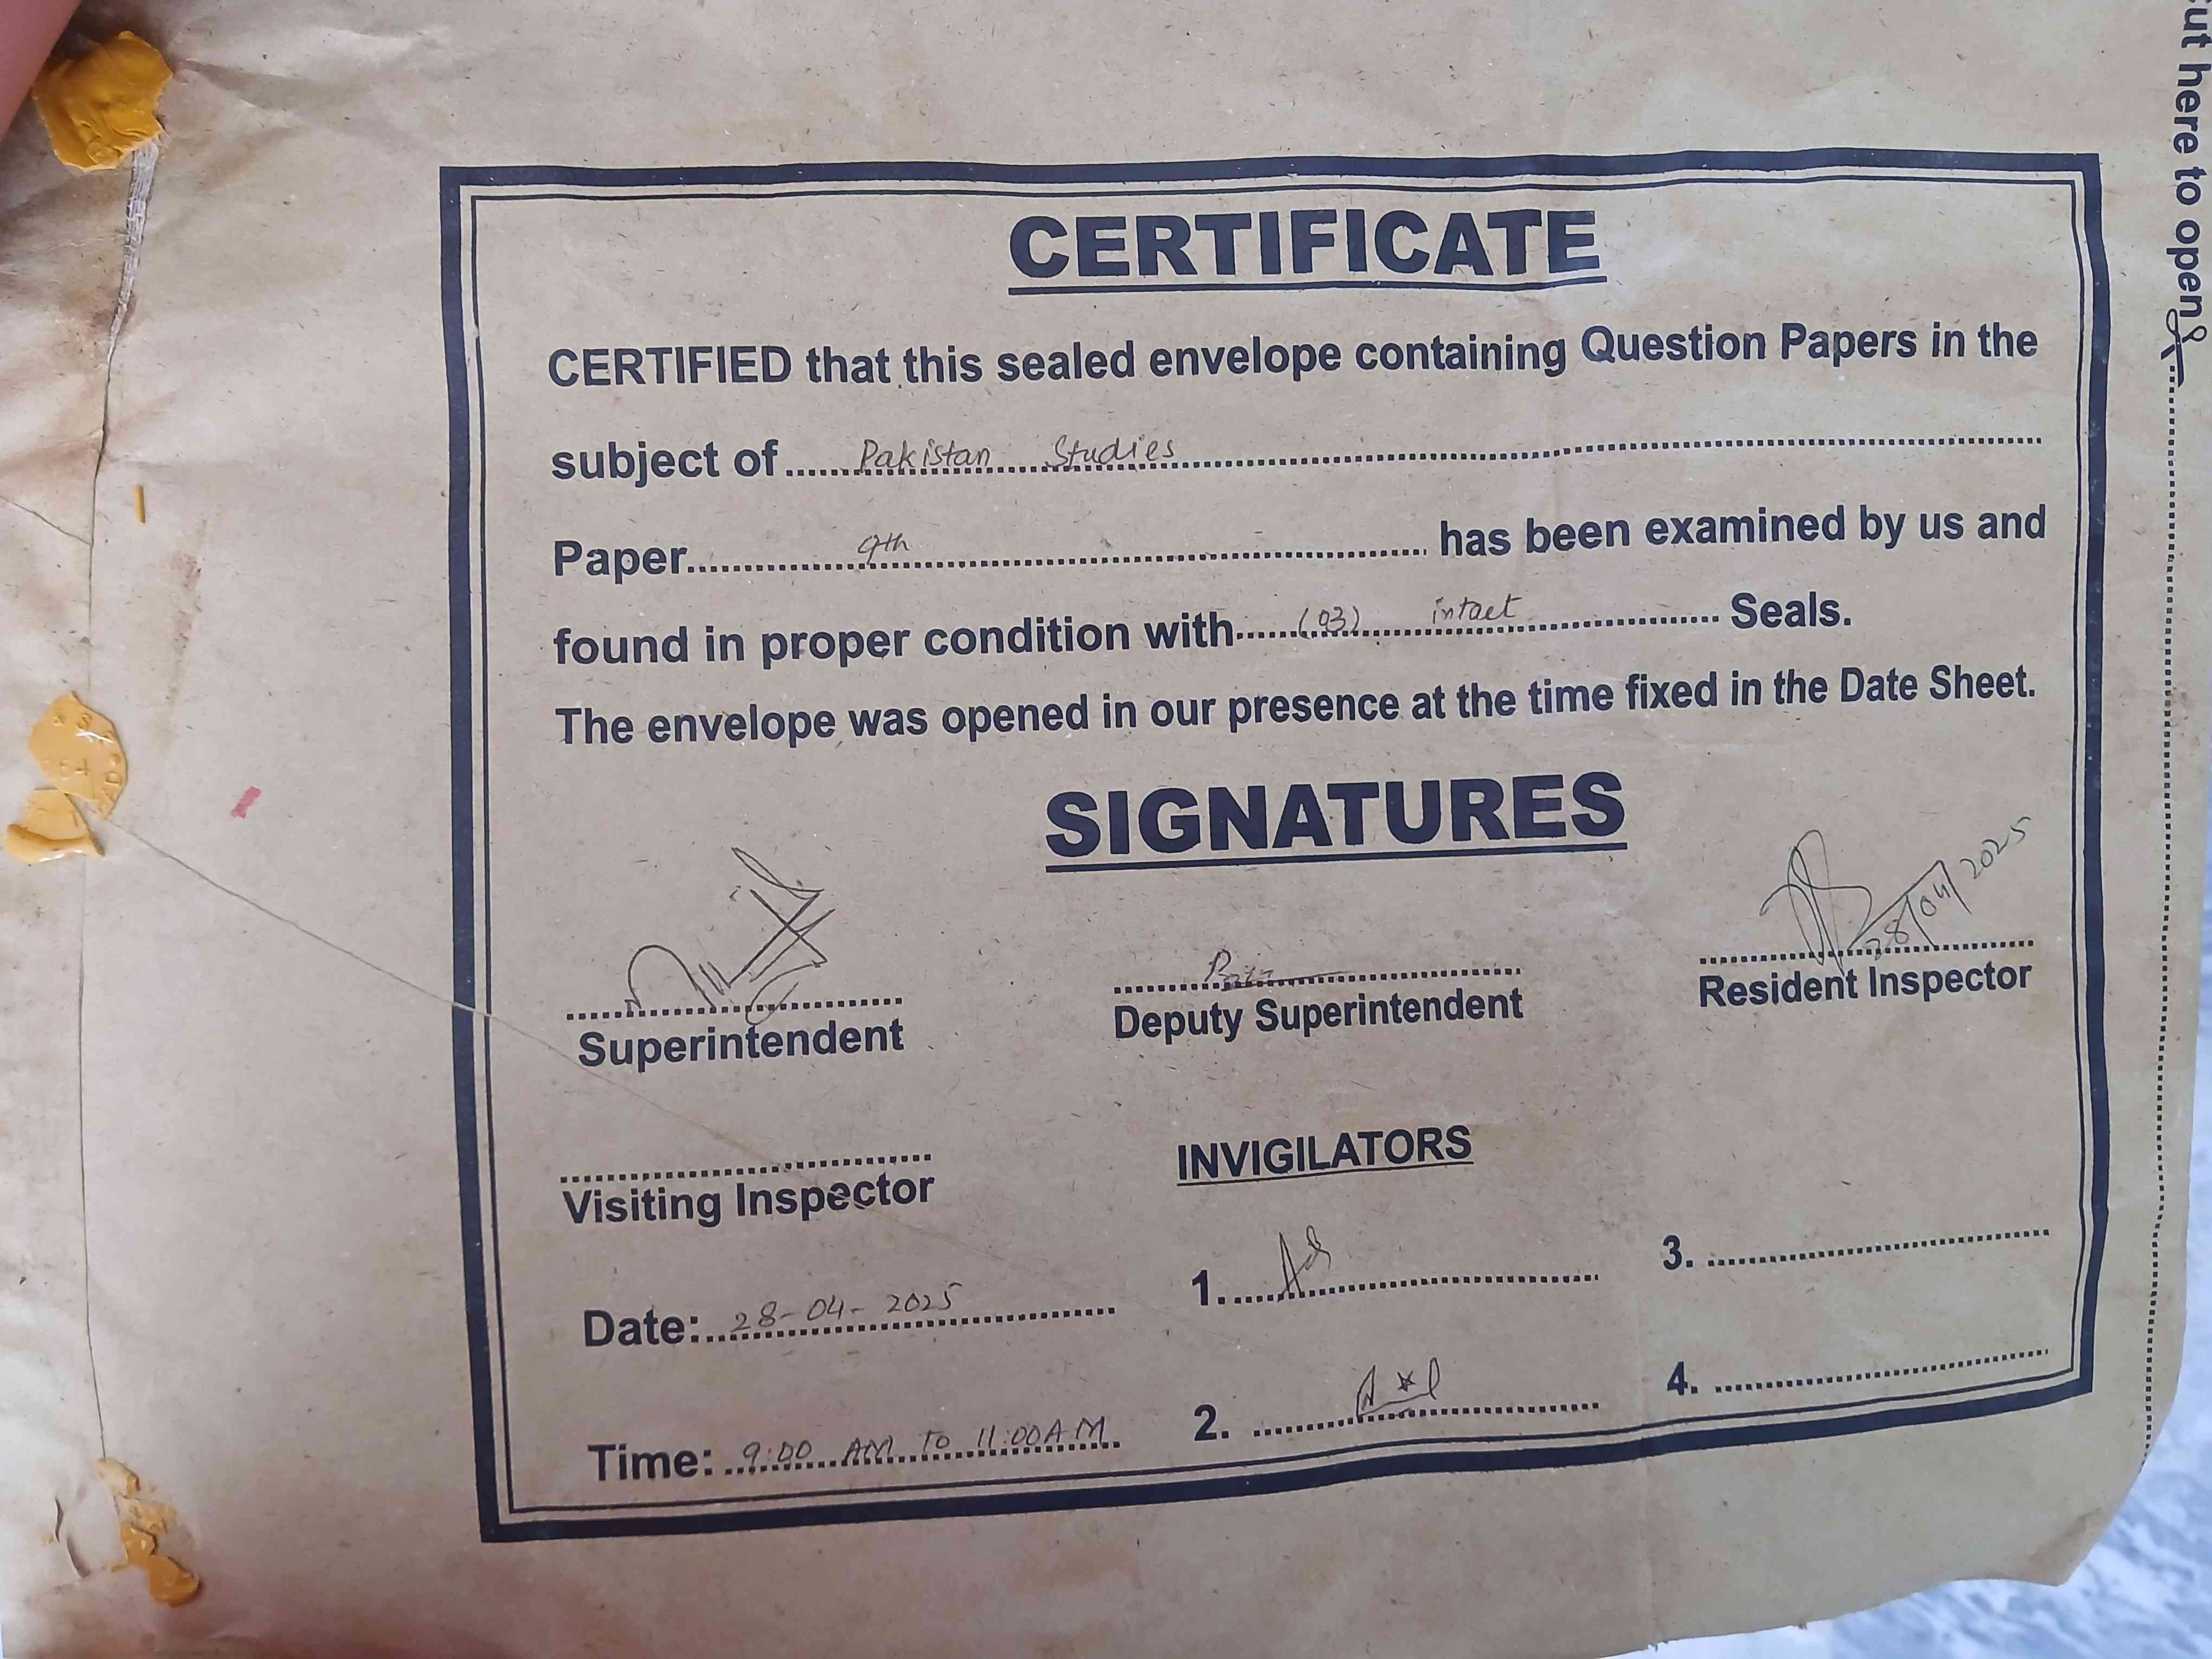 CERTIFICATE
CERTIFIED that this sealed envelope containing Question Papers in the
subject of Pakistan Studies
Paper 9th has been examined by us and
found in proper condition with (03) intact Seals.
The envelope was opened in our presence at the time fixed in the Date Sheet.
SIGNATURES
28/04/2025
Superintendent
Deputy Superintendent
Resident Inspector
Visiting Inspector
INVIGILATORS
1.
3.
Date: 28-04-2025
2.
4.
Time: 9:00 AM to 11:00 AM
here to open